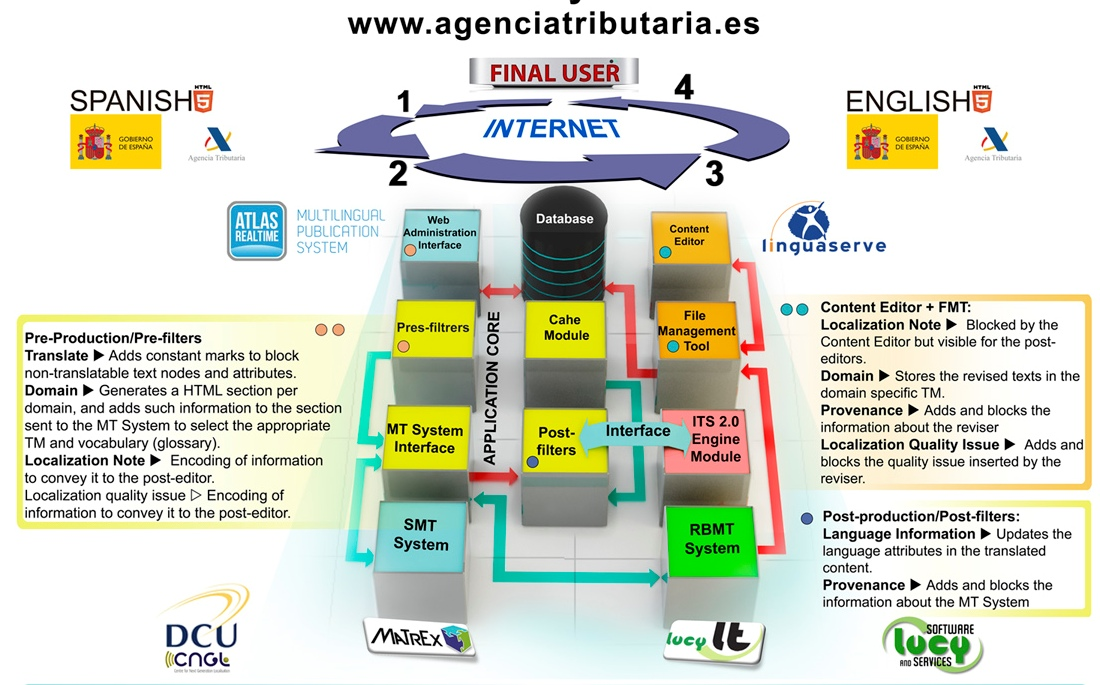 www.agenciatributaria.es
FINAL USER
1
4
INTERNET
2
3
SPANISH
HTML
5
GOBIERNO
DE ESPAÑA
Agencia Tributaria
ENGLISH
HTML
5
GOBIERNO
DE ESPAÑA
Agencia Tributaria
ATLAS
REALTIME
MULTILINGUAL
PUBLICATION
SYSTEM
linguaserve
Web
Administration
Interface
Database
Content
Editor
Pres-filtrers
Cahe
Module
File
Management
Tool
APPLICATION CORE
MT System
Interface
Post-
filters
Interface
ITS 2.0
Engine
Module
SMT
System
RBMT
System
Pre-Production/Pre-filters
Translate ▶ Adds constant marks to block
non-translatable text nodes and attributes.
Domain ▶ Generates a HTML section per
domain, and adds such information to the section
sent to the MT System to select the appropriate
TM and vocabulary (glossary).
Localization Note ▶ Encoding of information
to convey it to the post-editor.
Localization quality issue ▷ Encoding of
information to convey it to the post-editor.
Content Editor + FMT:
Localization Note ▶ Blocked by the
Content Editor but visible for the post-
editors.
Domain ▶ Stores the revised texts in the
domain specific TM.
Provenance ▶ Adds and blocks the
information about the reviser
Localization Quality Issue ▶ Adds and
blocks the quality issue inserted by the
reviser.
Post-production/Post-filters:
Language Information ▶ Updates the
language attributes in the translated
content.
Provenance ▶ Adds and blocks the
information about the MT System
DCU
CNGL
MATREX
lucy lt
SOFTWARE
lucy
AND SERVICES